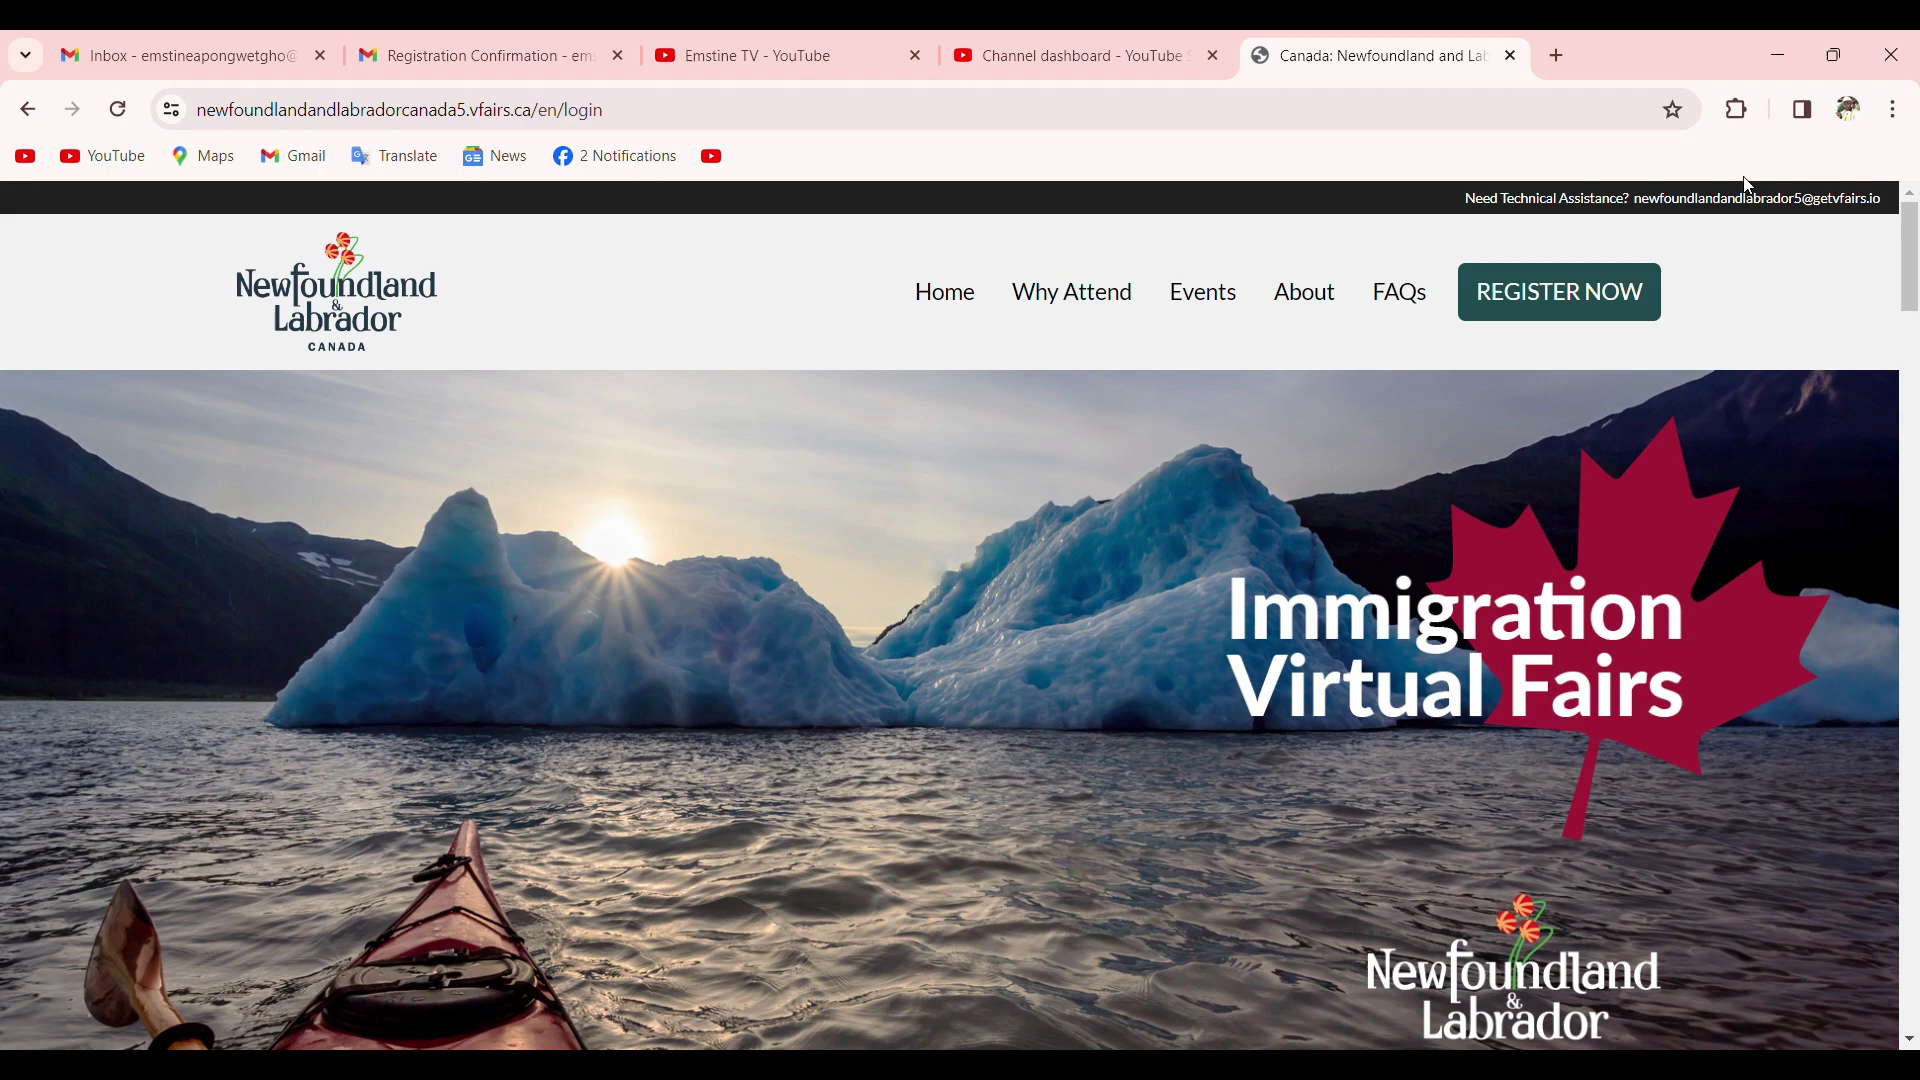 Inbox - emstineapongwetgho@
Registration Confirmation - ems
Emstine TV - YouTube
Channel dashboard - YouTube S
Canada: Newfoundland and Lab
newfoundlandandlabradorcanada5.vfairs.ca/en/login
YouTube
Maps
Gmail
Translate
News
2 Notifications
Need Technical Assistance? newfoundlandandlabrador5@getvfairs.io
Newfoundland
&
Labrador
CANADA
Home
Why Attend
Events
About
FAQs
REGISTER NOW
Immigration
Virtual Fairs
Newfoundland
&
Labrador